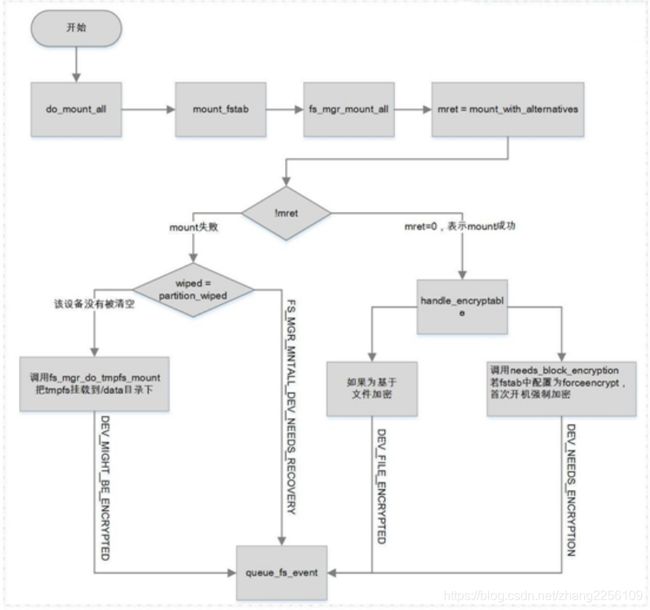 开始
do_mount_all
mount_fstab
fs_mgr_mount_all
mret = mount_with_alternatives
!mret
mount失败
mret=0，表示mount成功
wiped =
partition_wiped
handle_encryptabl
e
该设备没有被清空
FS_MGR_MNTALL_DEV_NEEDS_RECOVERY
调用fs_mgr_do_tmpfs_mount
把tmpfs挂载到/data目录下
如果为基于
文件加密
调用needs_block_encryption
若fstab中配置为forceencrypt，
首次开机强制加密
DEV_MIGHT_BE_ENCRYPTED
DEV_FILE_ENCRYPTED
DEV_NEEDS_ENCRYPTION
queue_fs_event
https://blog.csdn.net/zhang2256109